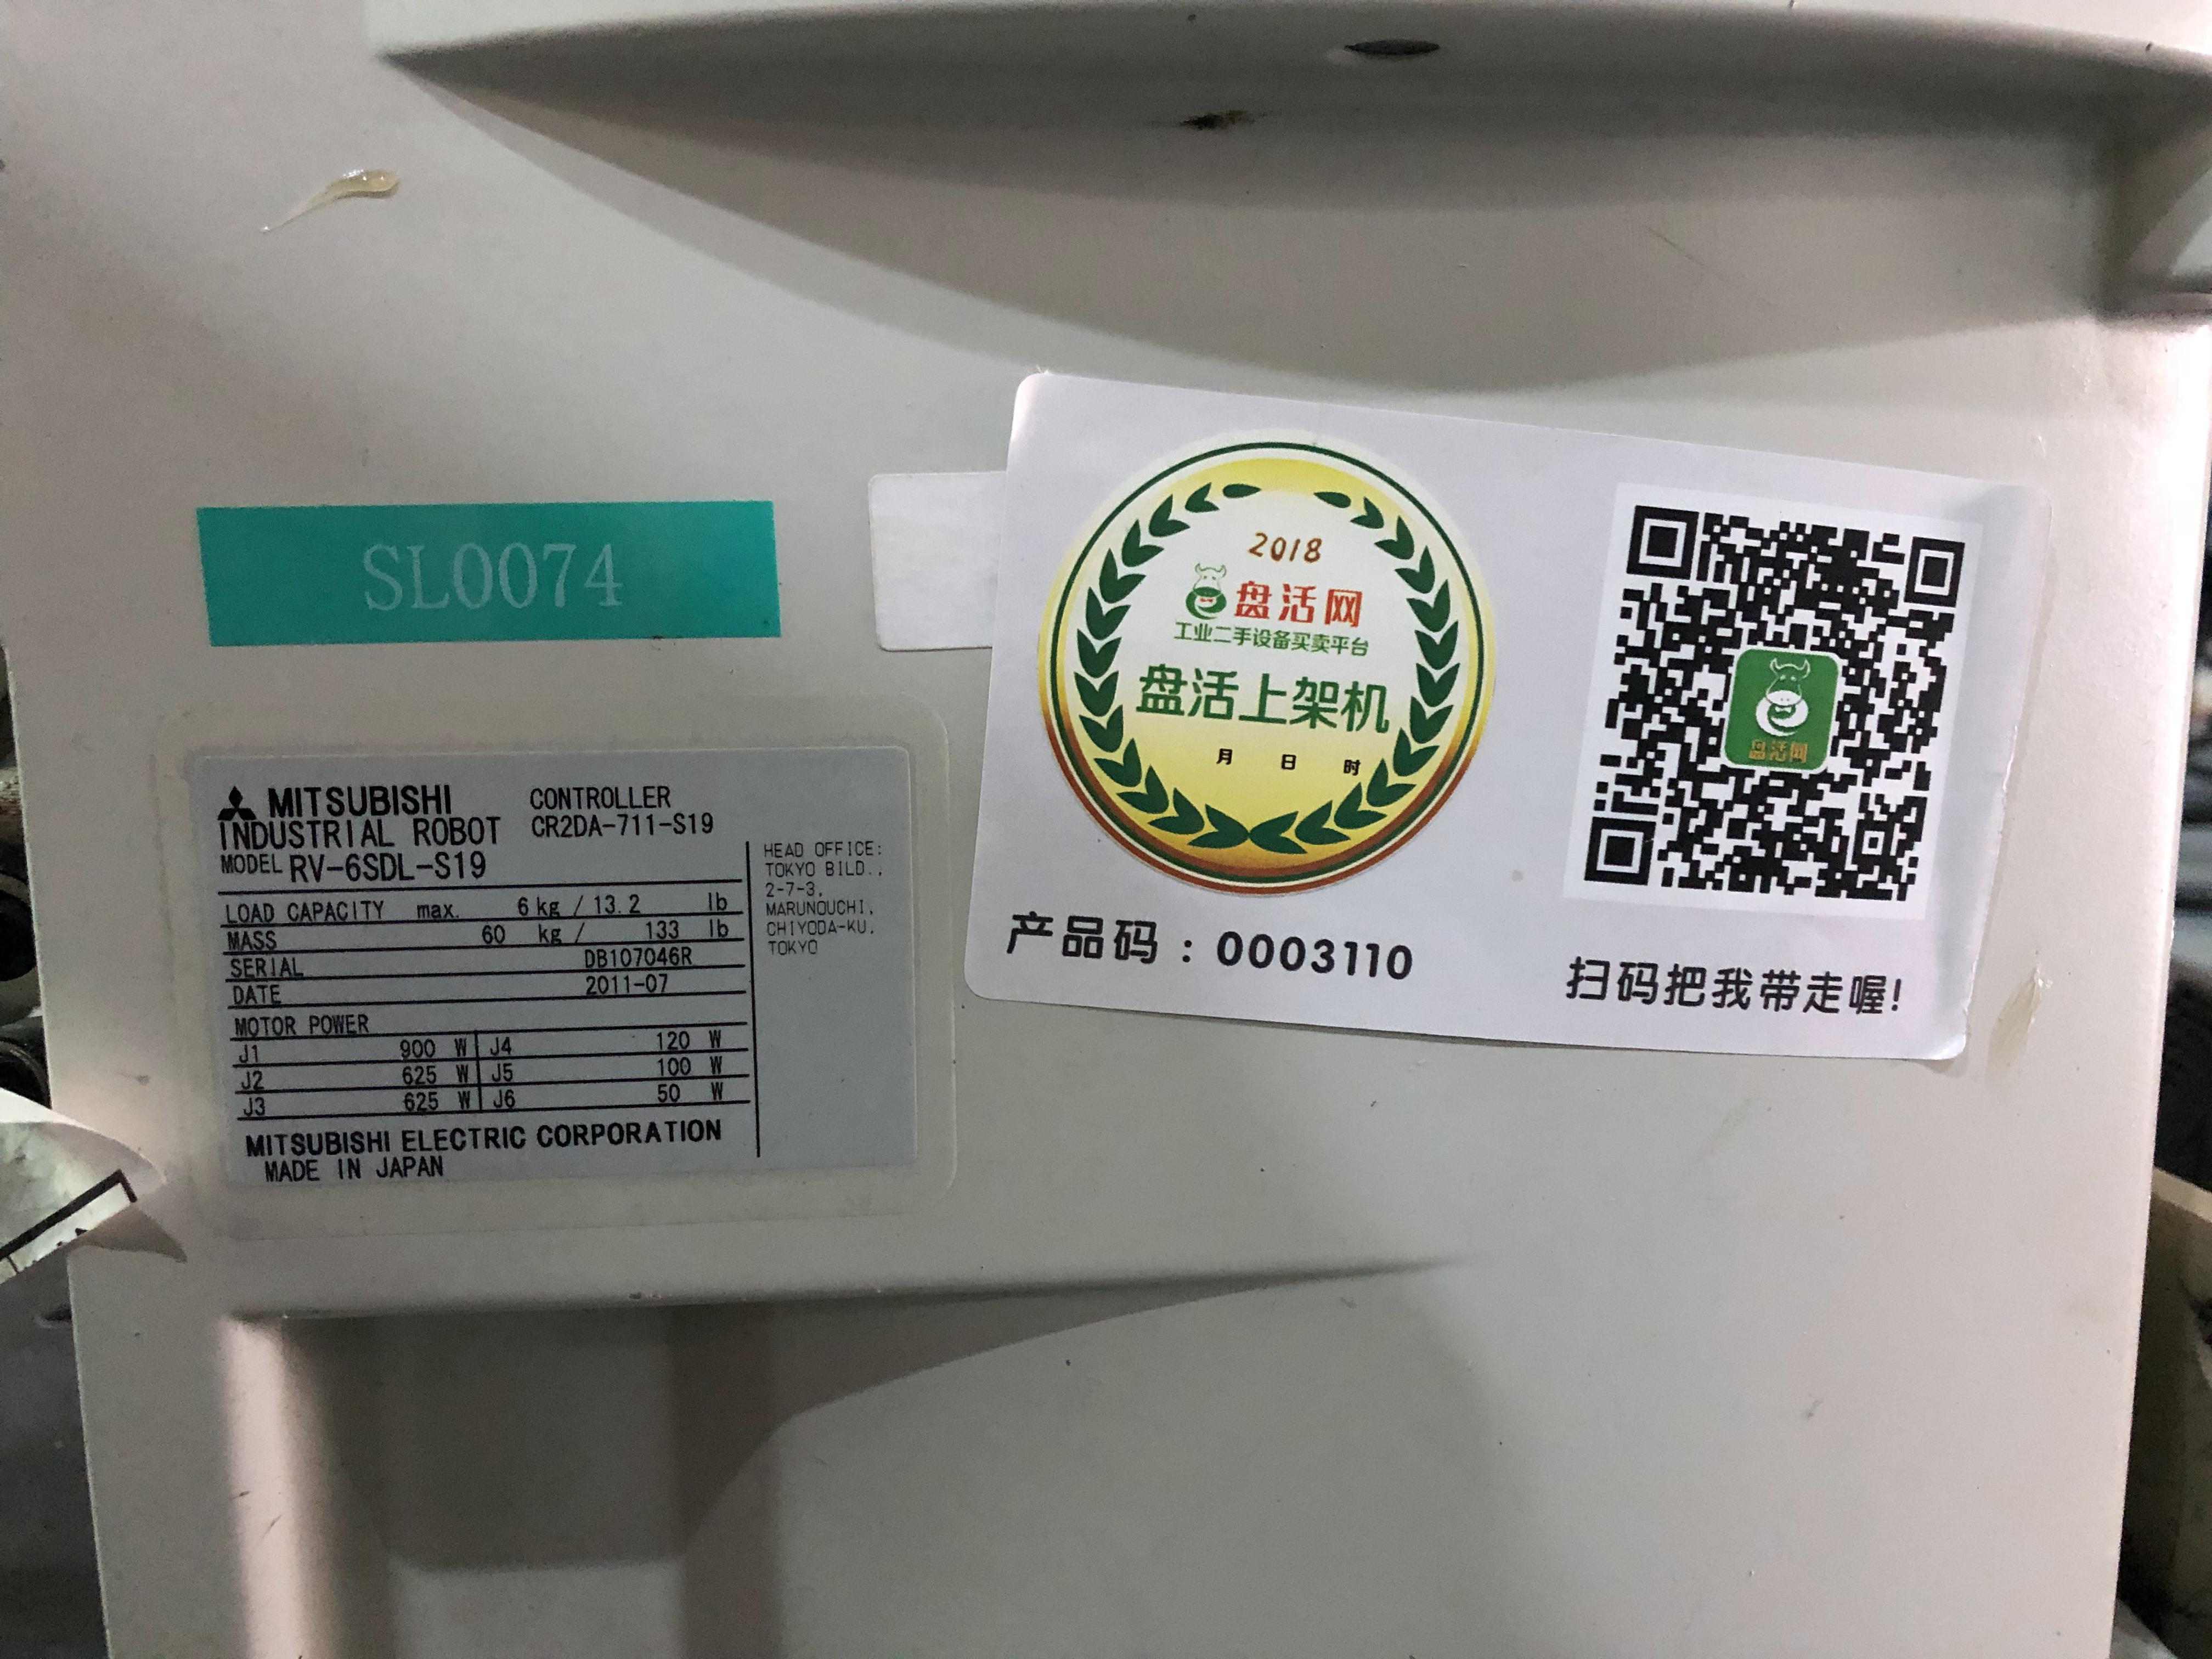 SL0074
MITSUBISHI
INDUSTRIAL ROBOT
CONTROLLER
CR2DA-711-S19
MODEL RV-6SDL-S19
LOAD CAPACITY max. 6 kg / 13.2 lb
MASS 60 kg / 133 lb
SERIAL DB107046R
DATE 2011-07
MOTOR POWER
J1 900 W J4 120 W
J2 625 W J5 100 W
J3 625 W J6 50 W
MITSUBISHI ELECTRIC CORPORATION
MADE IN JAPAN
HEAD OFFICE:
TOKYO BILD.,
2-7-3,
MARUNOUCHI,
CHIYODA-KU,
TOKYO
2018
盘活网
工业二手设备买卖平台
盘活上架机
月 日 时
产品码：0003110
盘活网
扫码把我带走喔!